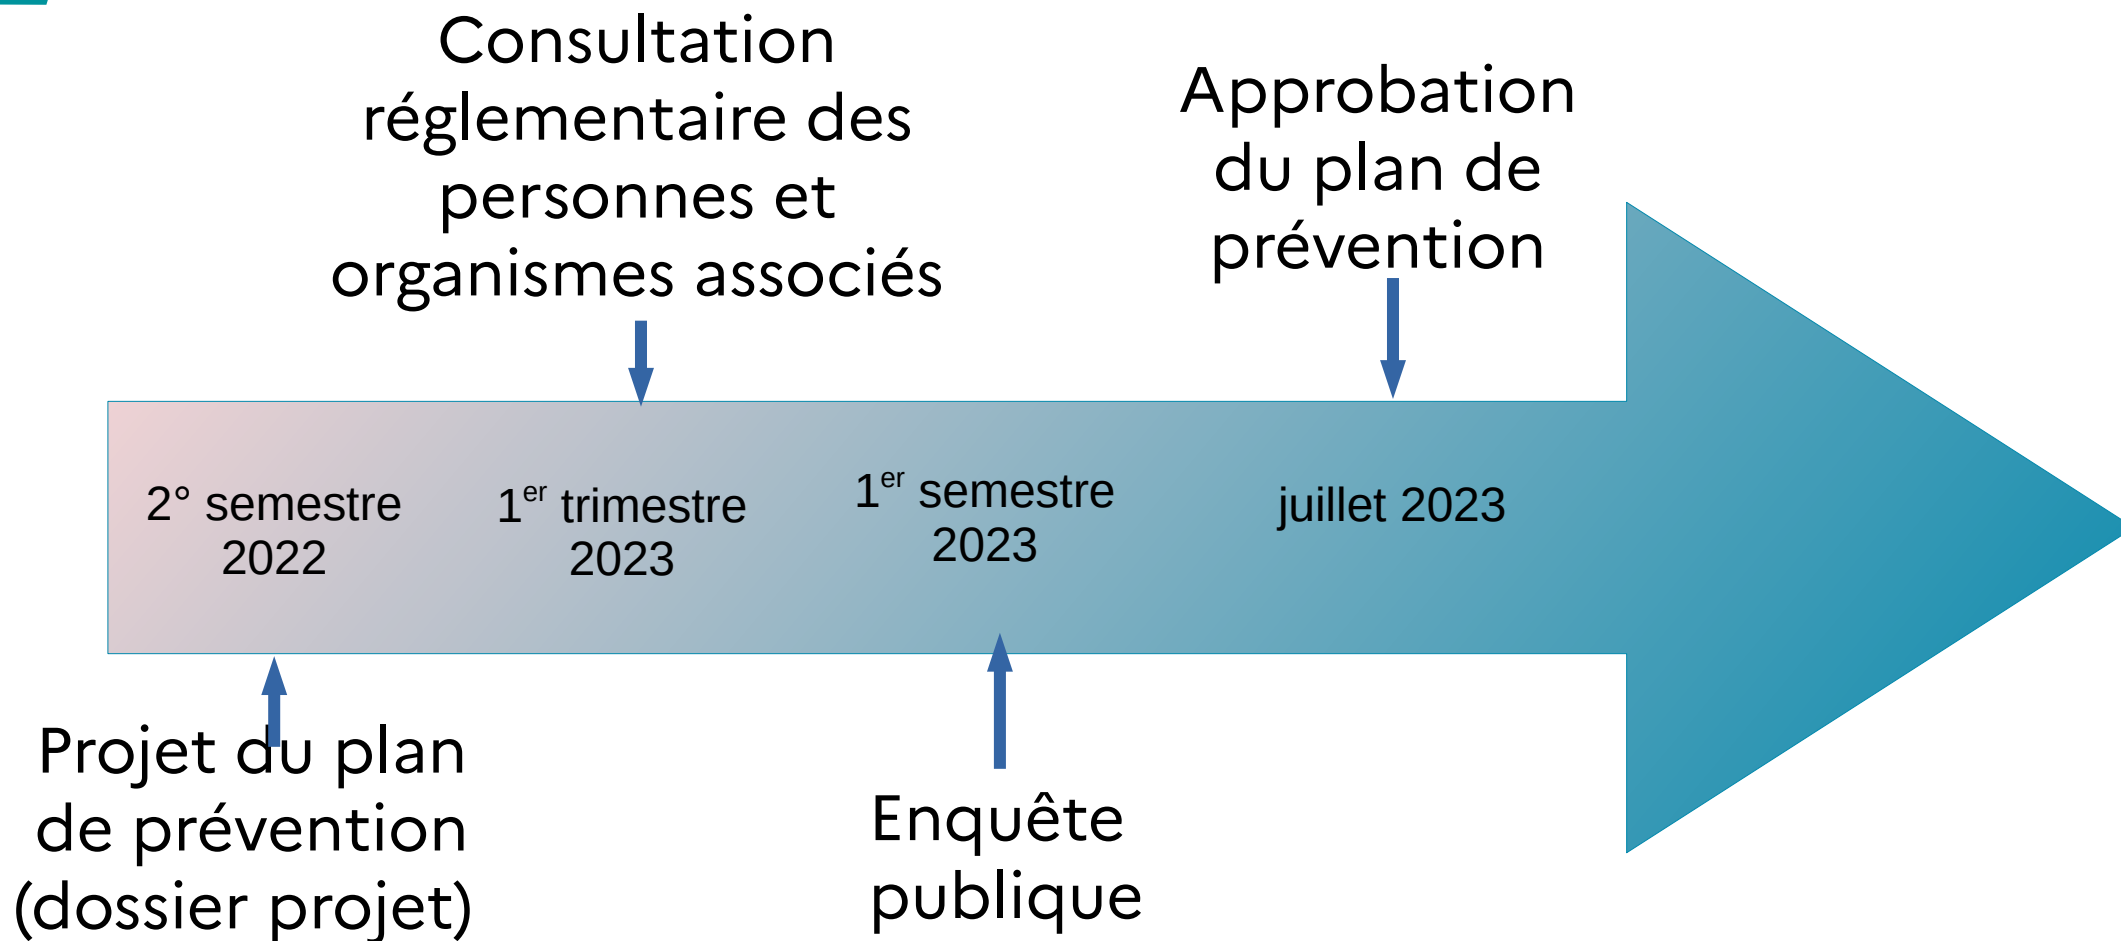 Consultation
réglementaire des
personnes et
organismes associés
Approbation
du plan de
prévention
2° semestre
2022
1er trimestre
2023
1er semestre
2023
juillet 2023
Projet du plan
de prévention
(dossier projet)
Enquête
publique